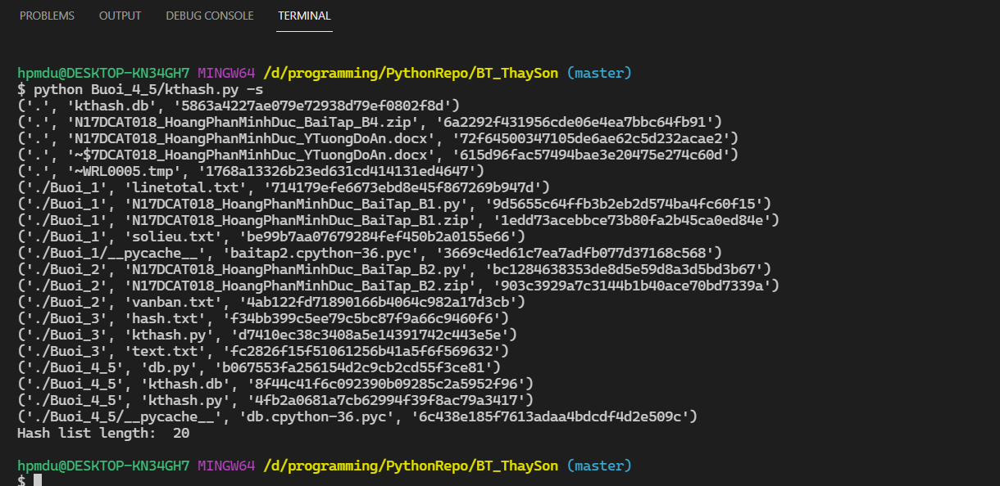 PROBLEMS OUTPUT DEBUG CONSOLE TERMINAL
hpmdu@DESKTOP-KN34GH7 MINGW64 /d/programming/PythonRepo/BT_ThaySon (master)
$ python Buoi_4_5/kthash.py -s
('.', 'kthash.db', '5863a4227ae079e72938d79ef0802f8d')
('.', 'N17DCAT018_HoangPhanMinhDuc_BaiTap_B4.zip', '6a2292f431956cde06e4ea7bbc64fb91')
('.', 'N17DCAT018_HoangPhanMinhDuc_YTuongDoAn.docx', '72f64500347105de6ae62c5d232acae2')
('.', '~$7DCAT018_HoangPhanMinhDuc_YTuongDoAn.docx', '615d96fac57494bae3e20475e274c60d')
('.', '~WRL0005.tmp', '1768a13326b23ed631cd414131ed4647')
('./Buoi_1', 'linetotal.txt', '714179efe6673ebd8e45f867269b947d')
('./Buoi_1', 'N17DCAT018_HoangPhanMinhDuc_BaiTap_B1.py', '9d5655c64ffb3b2eb2d574ba4fc60f15')
('./Buoi_1', 'N17DCAT018_HoangPhanMinhDuc_BaiTap_B1.zip', '1edd73acebbce73b80fa2b45ca0ed84e')
('./Buoi_1', 'solieu.txt', 'be99b7aa07679284fef450b2a0155e66')
('./Buoi_1/__pycache__', 'baitap2.cpython-36.pyc', '3669c4ed61c7ea7adfb077d37168c568')
('./Buoi_2', 'N17DCAT018_HoangPhanMinhDuc_BaiTap_B2.py', 'bc1284638353de8d5e59d8a3d5bd3b67')
('./Buoi_2', 'N17DCAT018_HoangPhanMinhDuc_BaiTap_B2.zip', '903c3929a7c3144b1b40ace70bd7339a')
('./Buoi_2', 'vanban.txt', '4ab122fd71890166b4064c982a17d3cb')
('./Buoi_3', 'hash.txt', 'f34bb399c5ee79c5bc87f9a66c9460f6')
('./Buoi_3', 'kthash.py', 'd7410ec38c3408a5e14391742c443e5e')
('./Buoi_3', 'text.txt', 'fc2826f15f51061256b41a5f6f569632')
('./Buoi_4_5', 'db.py', 'b067553fa256154d2c9cb2cd55f3ce81')
('./Buoi_4_5', 'kthash.db', '8f44c41f6c092390b09285c2a5952f96')
('./Buoi_4_5', 'kthash.py', '4fb2a0681a7cb62994f39f8ac79a3417')
('./Buoi_4_5/__pycache__', 'db.cpython-36.pyc', '6c438e185f7613adaa4bdcdf4d2e509c')
Hash list length:  20
hpmdu@DESKTOP-KN34GH7 MINGW64 /d/programming/PythonRepo/BT_ThaySon (master)
$